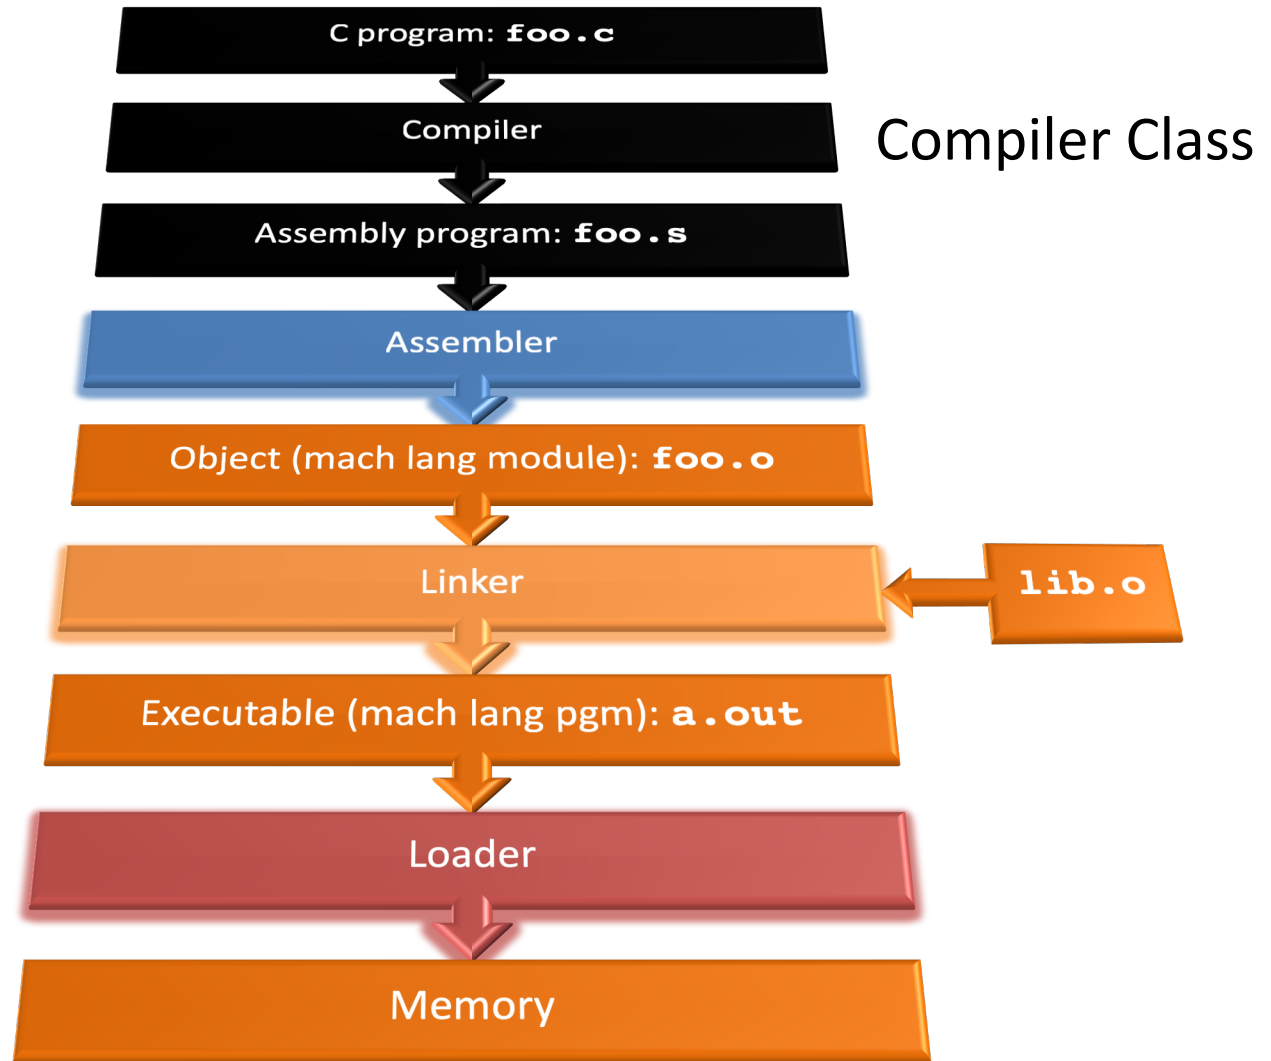 C program: foo.c
Compiler
Compiler Class
Assembly program: foo.s
Assembler
Object (mach lang module): foo.o
Linker
lib.o
Executable (mach lang pgm): a.out
Loader
Memory